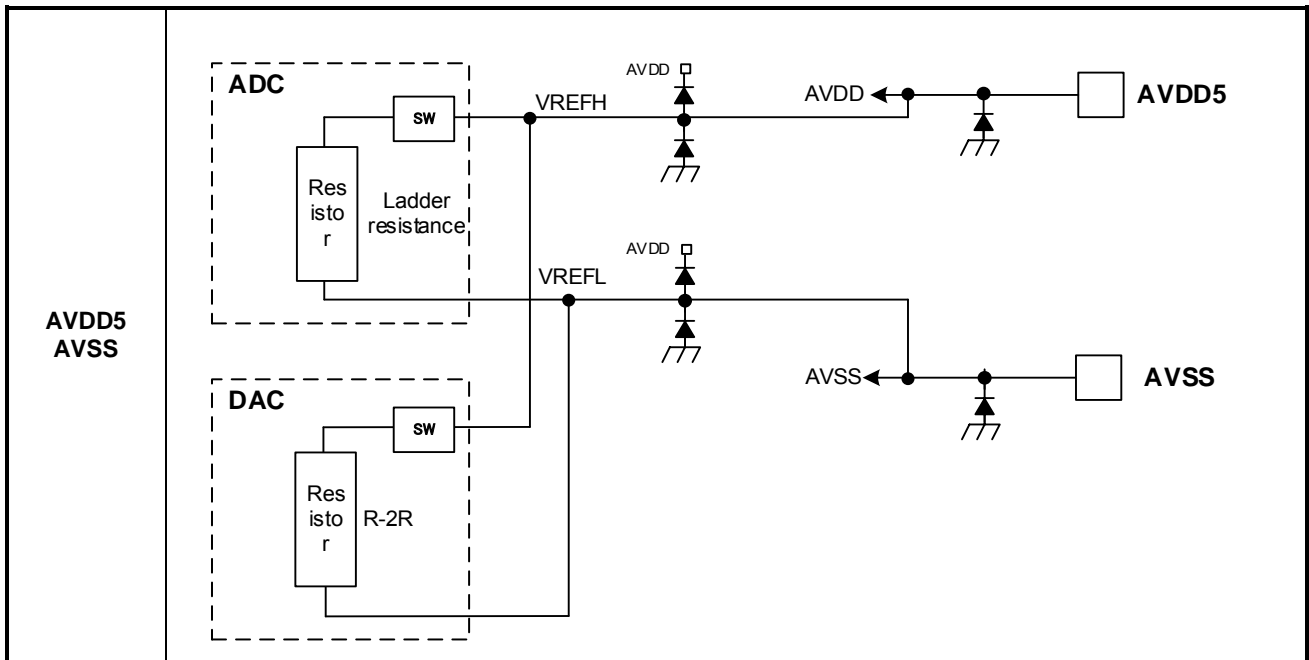 AVDD5
AVSS
ADC
SW
Res
isto
r
Ladder
resistance
VREFH
AVDD
AVDD
AVDD5
VREFL
AVDD
AVSS
AVSS
DAC
SW
Res
isto
r
R-2R